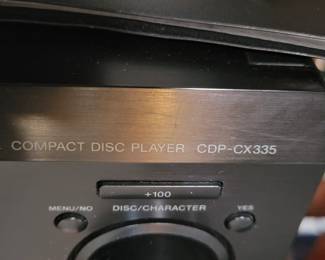 COMPACT DISC PLAYER CDP-CX335
+100
MENU/NO DISC/CHARACTER YES